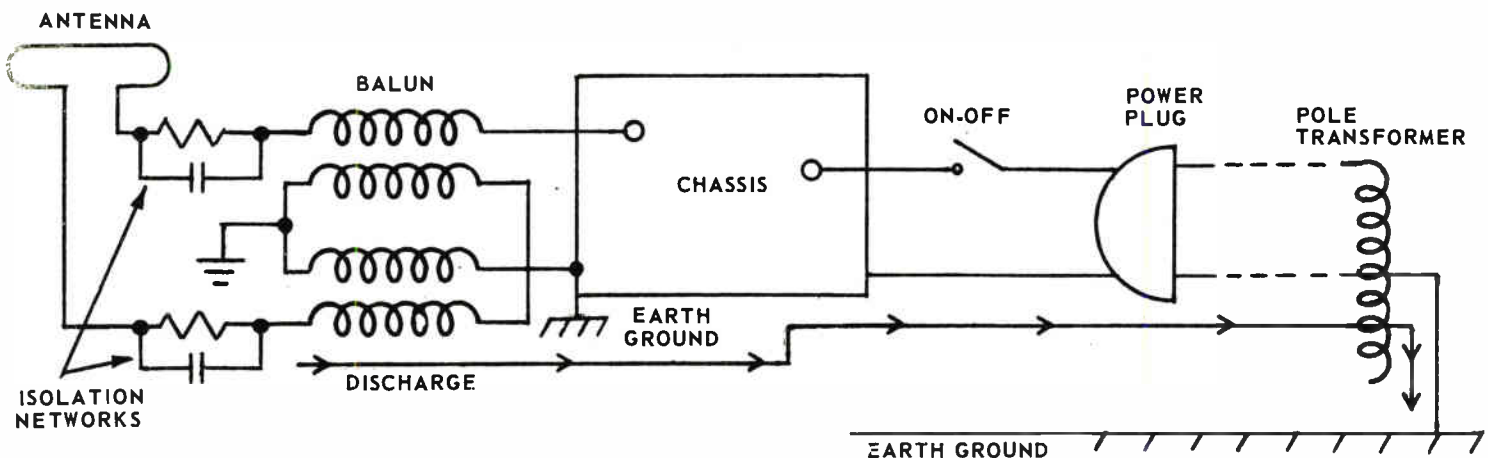 ANTENNA
BALUN
CHASSIS
ON-OFF
POWER
PLUG
POLE
TRANSFORMER
EARTH
GROUND
DISCHARGE
ISOLATION
NETWORKS
EARTH GROUND